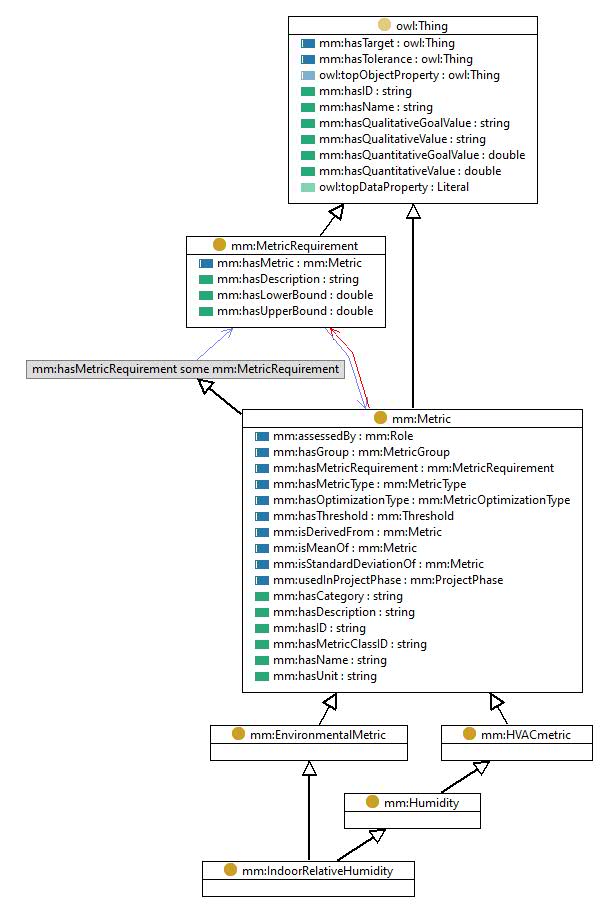 owl:Thing
mm:hasTarget : owl:Thing
mm:hasTolerance : owl:Thing
owl:topObjectProperty : owl:Thing
mm:hasID : string
mm:hasName : string
mm:hasQualitativeGoalValue : string
mm:hasQualitativeValue : string
mm:hasQuantitativeGoalValue : double
mm:hasQuantitativeValue : double
owl:topDataProperty : Literal
mm:MetricRequirement
mm:hasMetric : mm:Metric
mm:hasDescription : string
mm:hasLowerBound : double
mm:hasUpperBound : double
mm:hasMetricRequirement some mm:MetricRequirement
mm:Metric
mm:assessedBy : mm:Role
mm:hasGroup : mm:MetricGroup
mm:hasMetricRequirement : mm:MetricRequirement
mm:hasMetricType : mm:MetricType
mm:hasOptimizationType : mm:MetricOptimizationType
mm:hasThreshold : mm:Threshold
mm:isDerivedFrom : mm:Metric
mm:isMeanOf : mm:Metric
mm:isStandardDeviationOf : mm:Metric
mm:usedInProjectPhase : mm:ProjectPhase
mm:hasCategory : string
mm:hasDescription : string
mm:hasID : string
mm:hasMetricClassID : string
mm:hasName : string
mm:hasUnit : string
mm:EnvironmentalMetric
mm:HVACmetric
mm:Humidity
mm:IndoorRelativeHumidity